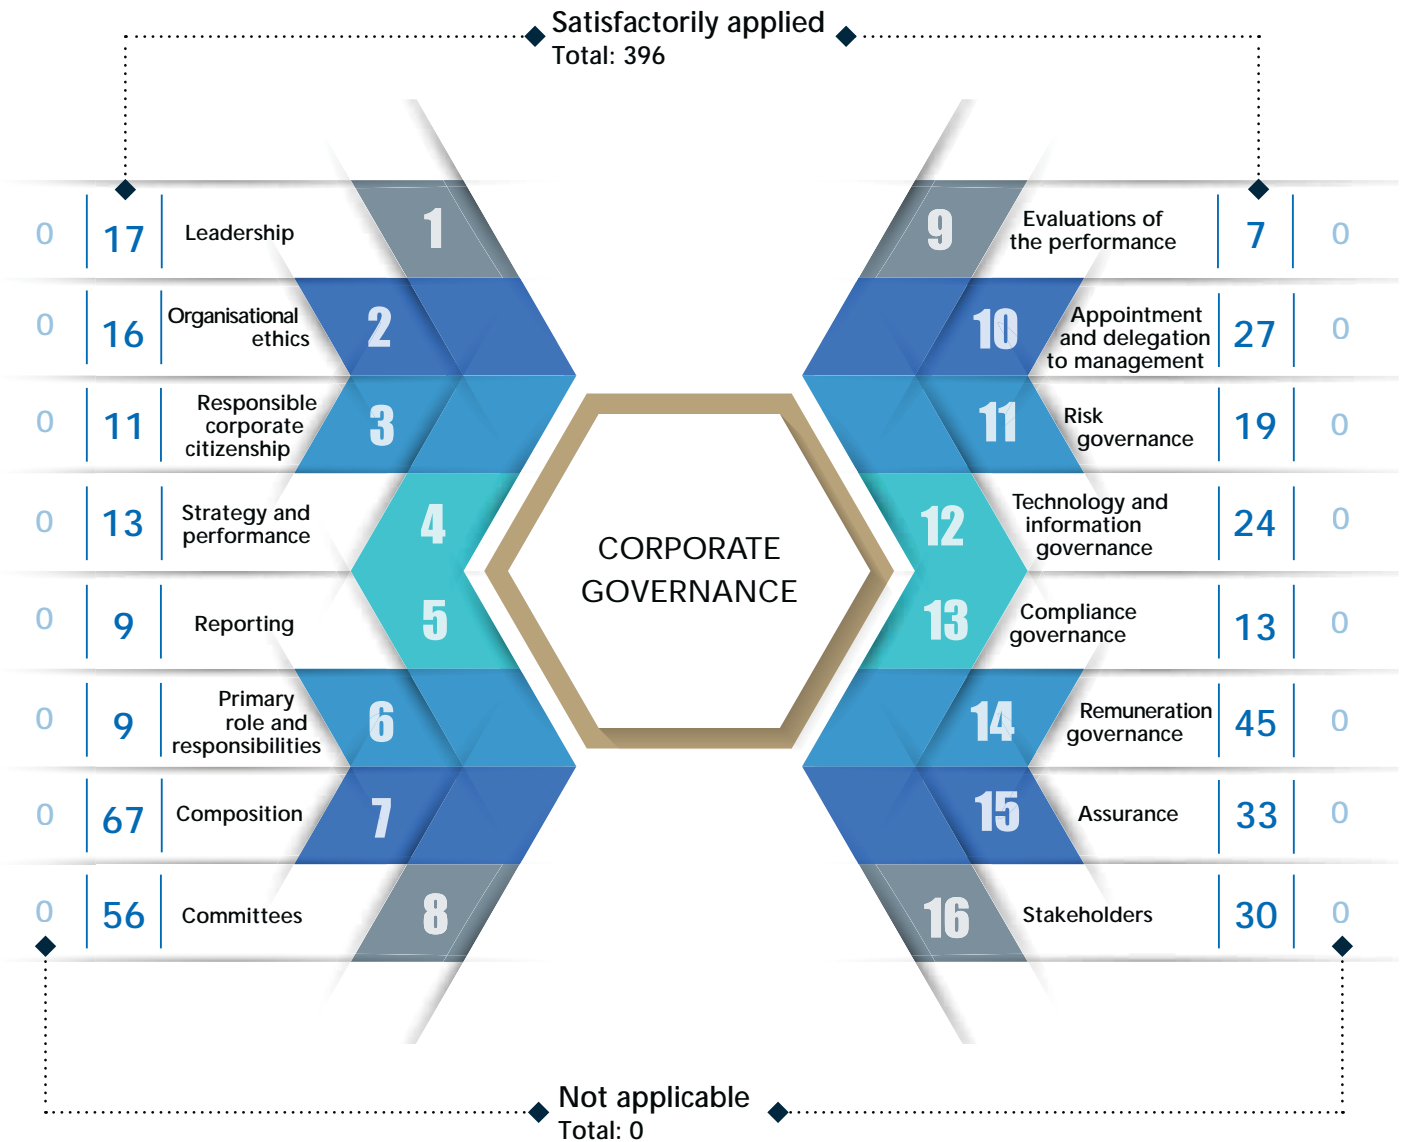 Satisfactorily applied
Total: 396
0
17
Leadership
1
0
16
Organisational
ethics
2
0
11
Responsible
corporate
citizenship
3
0
13
Strategy and
performance
4
0
9
Reporting
5
0
9
Primary
role and
responsibilities
6
0
67
Composition
7
0
56
Committees
8
CORPORATE
GOVERNANCE
9
Evaluations of
the performance
7
0
10
Appointment
and delegation
to management
27
0
11
Risk
governance
19
0
12
Technology and
information
governance
24
0
13
Compliance
governance
13
0
14
Remuneration
governance
45
0
15
Assurance
33
0
16
Stakeholders
30
0
Not applicable
Total: 0